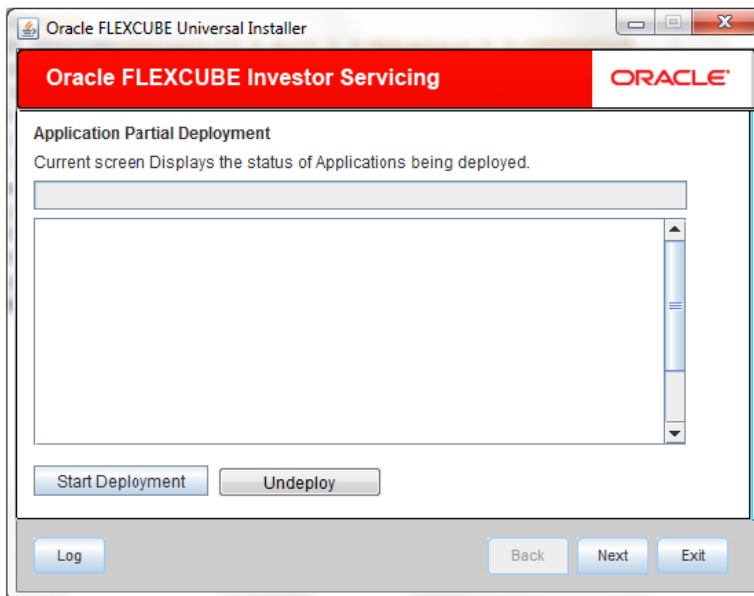 Oracle FLEXCUBE Universal Installer
Oracle FLEXCUBE Investor Servicing
ORACLE
Application Partial Deployment
Current screen Displays the status of Applications being deployed.
Start Deployment Undeploy
Log Back Next Exit